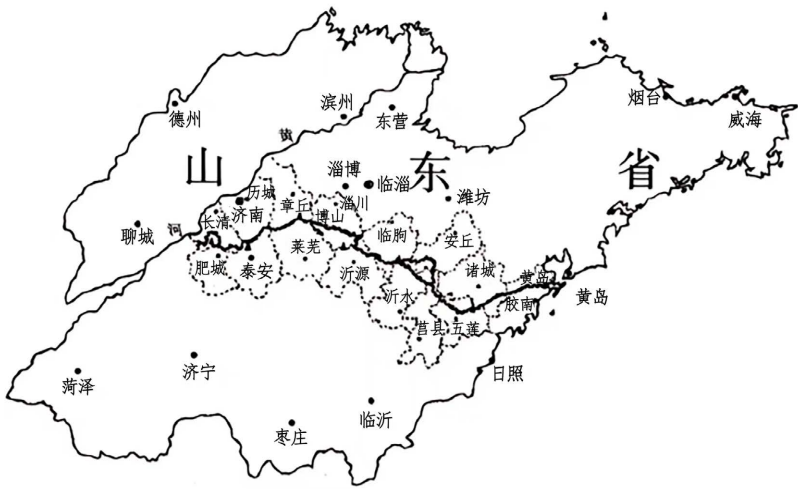 烟台
威海
德州
滨州
东营
黄
山东省
淄博
临淄
历城
章丘
淄川
潍坊
长清
济南
博山
聊城
河
临朐
安丘
莱芜
肥城
泰安
沂源
诸城
黄岛
黄岛
沂水
胶南
莒县
五莲
日照
济宁
菏泽
临沂
枣庄